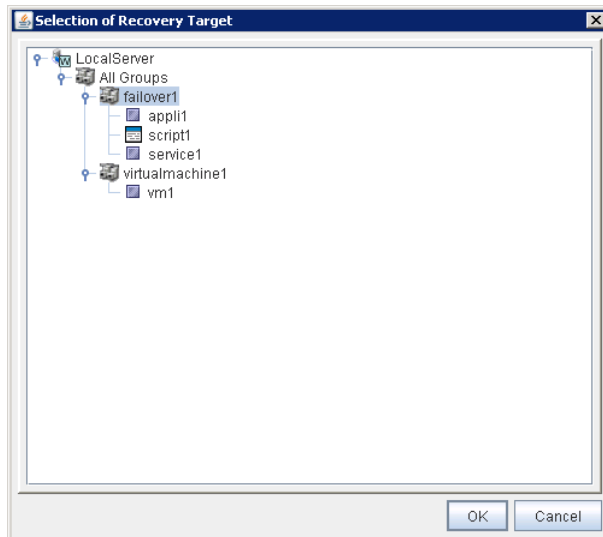 Selection of Recovery Target
LocalServer
All Groups
failover1
appli1
script1
service1
virtualmachine1
vm1
OK Cancel